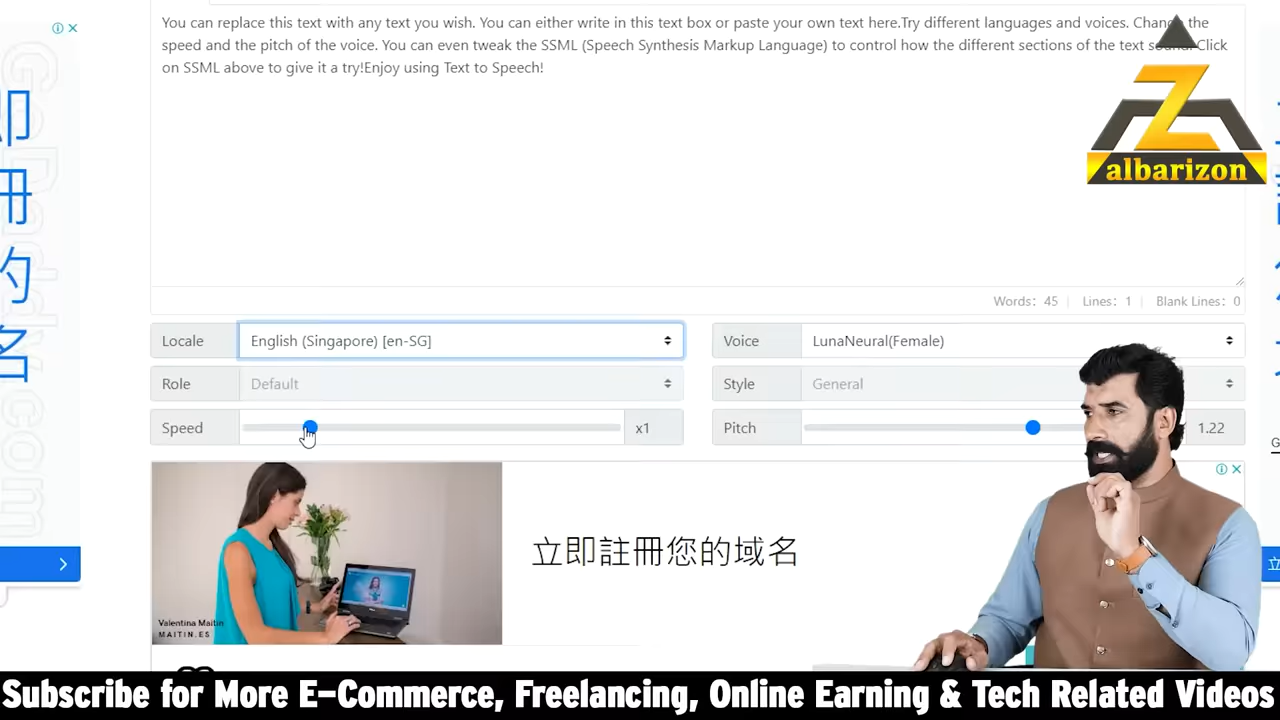 You can replace this text with any text you wish. You can either write in this text box or paste your own text here.Try different languages and voices. Change the
speed and the pitch of the voice. You can even tweak the SSML (Speech Synthesis Markup Language) to control how the different sections of the text sound. Click
on SSML above to give it a try!Enjoy using Text to Speech!
albarizon
即
冊
的
名
Words: 45 | Lines: 1 | Blank Lines: 0
Locale English (Singapore) [en-SG] Voice LunaNeural(Female)
Role Default Style General
Speed x1 Pitch 1.22
立即註冊您的域名
Valentina Maitin
MAITIN.ES
Subscribe for More E-Commerce, Freelancing, Online Earning & Tech Related Videos